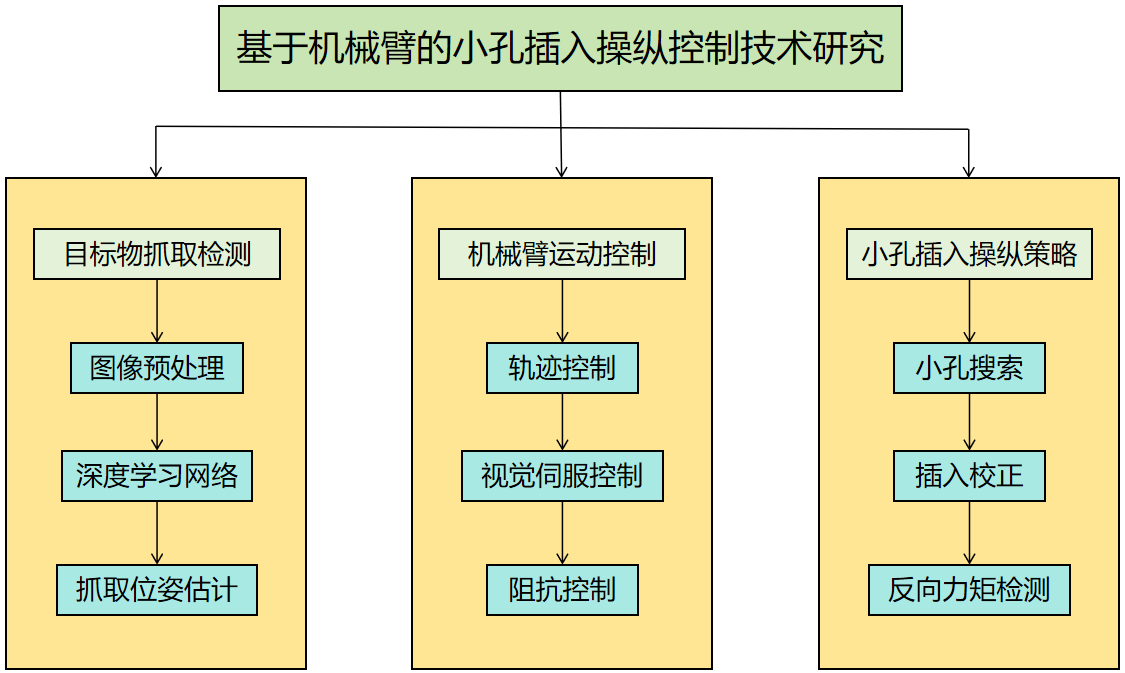 基于机械臂的小孔插入操纵控制技术研究
目标物抓取检测
图像预处理
深度学习网络
抓取位姿估计
机械臂运动控制
轨迹控制
视觉伺服控制
阻抗控制
小孔插入操纵策略
小孔搜索
插入校正
反向力矩检测